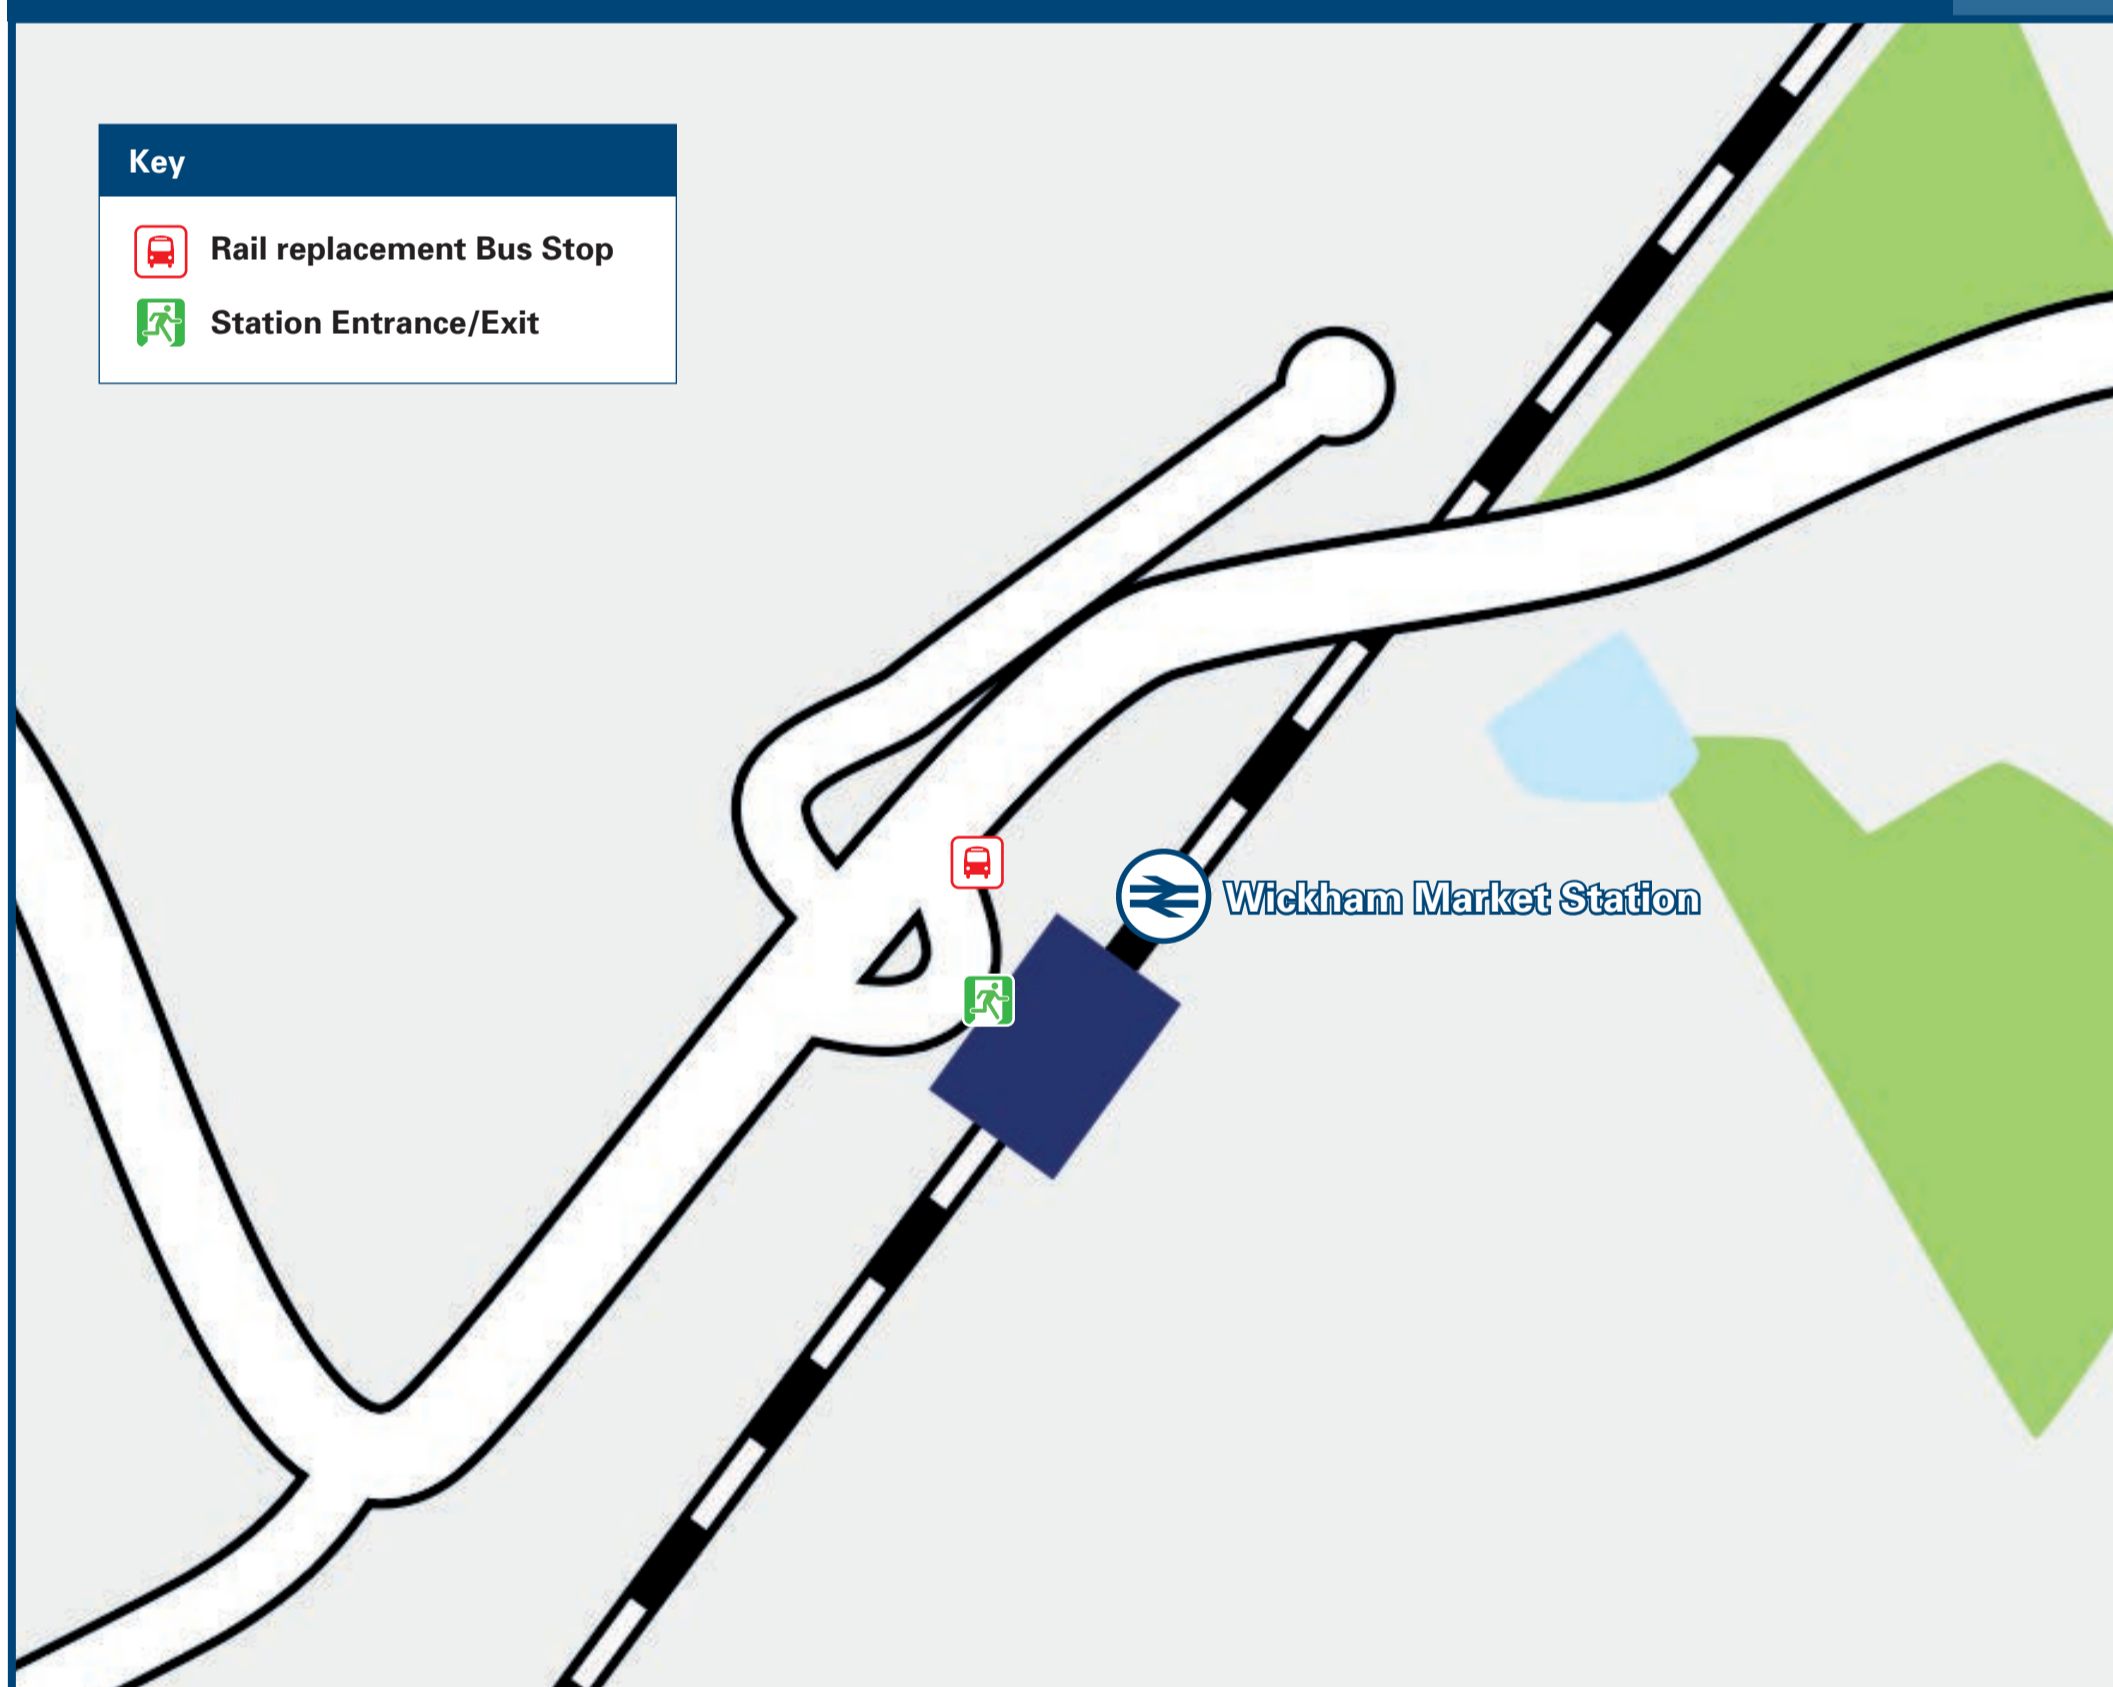 Key
Rail replacement Bus Stop
Station Entrance/Exit
Wickham Market Station